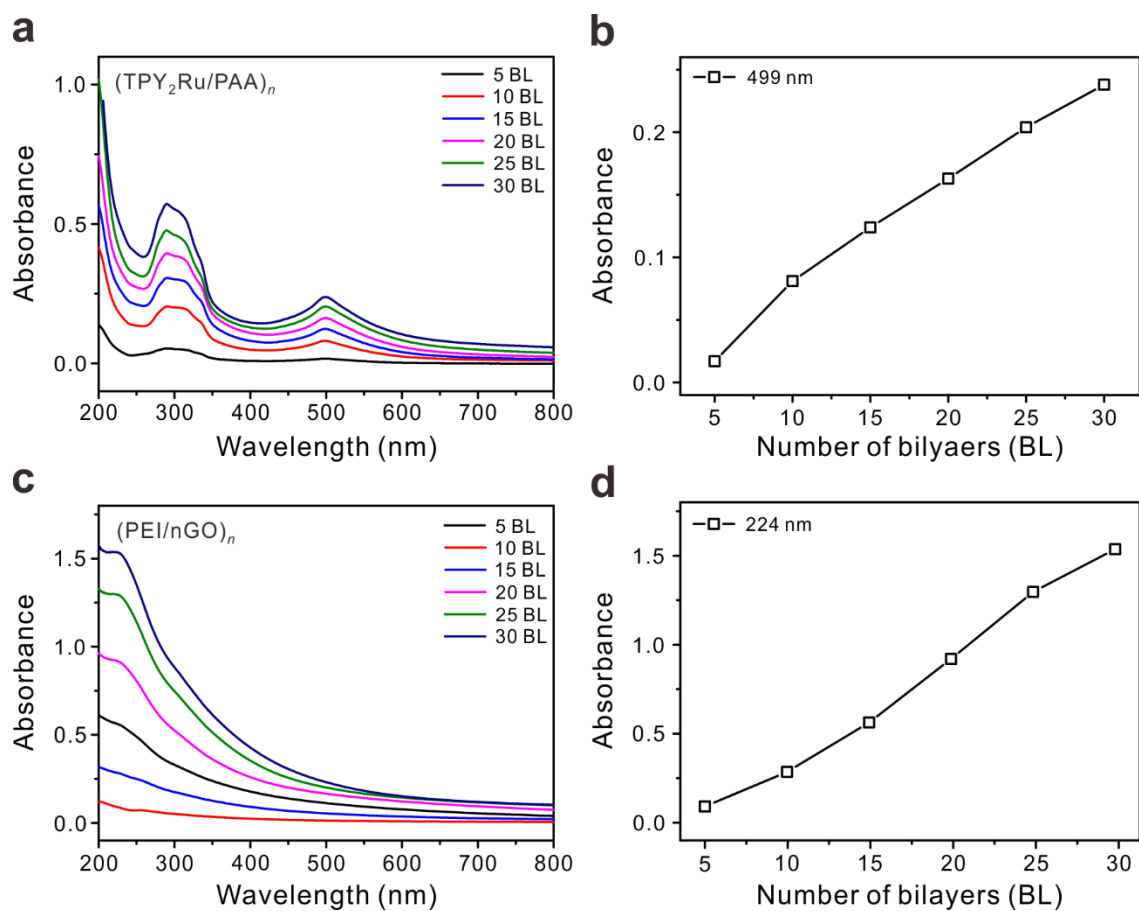 a
(TPY₂Ru/PAA)ₙ
5 BL
10 BL
15 BL
20 BL
25 BL
30 BL
Absorbance
1.0
0.5
0.0
200 300 400 500 600 700 800
Wavelength (nm)
b
499 nm
Absorbance
0.2
0.1
0.0
5 10 15 20 25 30
Number of bilyaers (BL)
c
(PEI/nGO)ₙ
5 BL
10 BL
15 BL
20 BL
25 BL
30 BL
Absorbance
1.5
1.0
0.5
0.0
200 300 400 500 600 700 800
Wavelength (nm)
d
224 nm
Absorbance
1.5
1.0
0.5
0.0
5 10 15 20 25 30
Number of bilayers (BL)